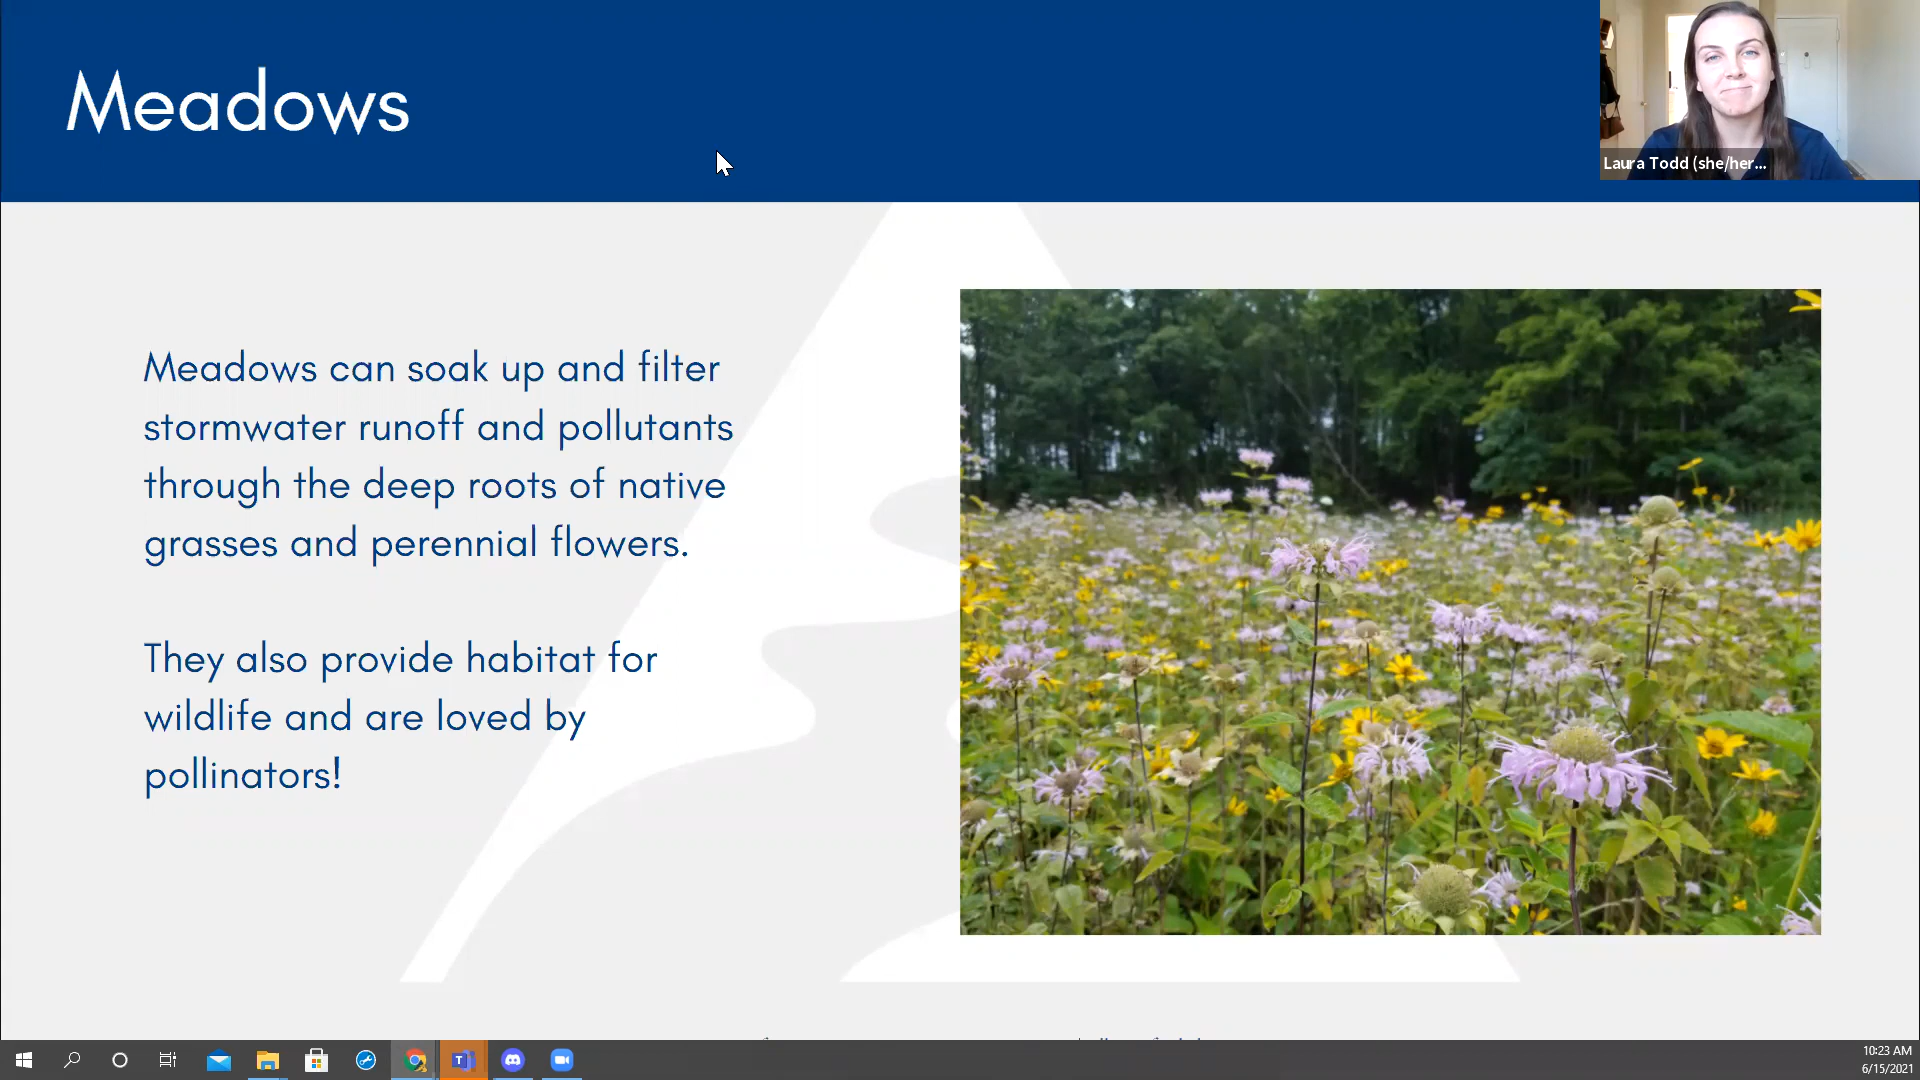 Meadows
Laura Todd (she/her...
Meadows can soak up and filter
stormwater runoff and pollutants
through the deep roots of native
grasses and perennial flowers.
They also provide habitat for
wildlife and are loved by
pollinators!
T
10:23 AM
6/15/2021